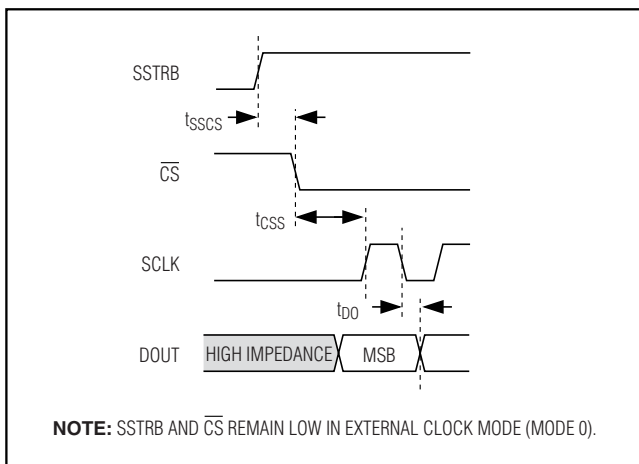 SSTRB
tSSCS
CS
tCSS
SCLK
tDO
DOUT
HIGH IMPEDANCE
MSB
NOTE: SSTRB AND CS REMAIN LOW IN EXTERNAL CLOCK MODE (MODE 0).